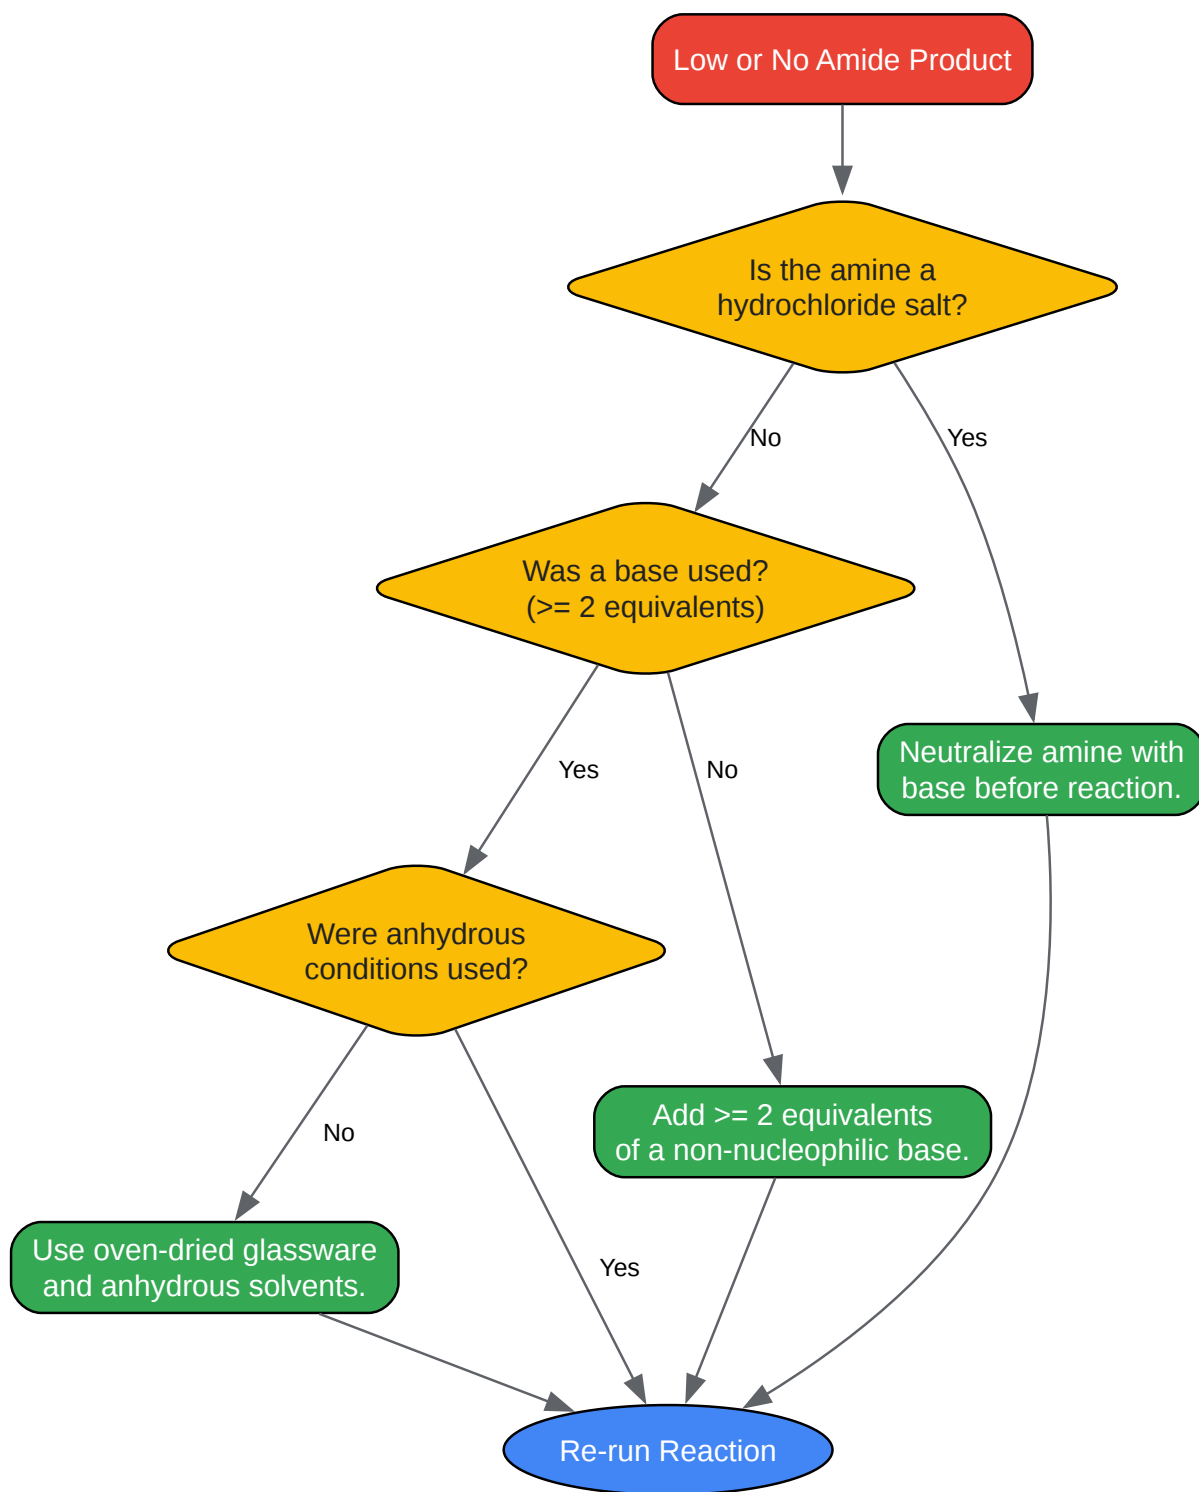 Low or No Amide Product
Is the amine a
hydrochloride salt?
No
Yes
Was a base used?
(>= 2 equivalents)
Neutralize amine with
base before reaction.
Yes
No
Were anhydrous
conditions used?
Add >= 2 equivalents
of a non-nucleophilic base.
No
Use oven-dried glassware
and anhydrous solvents.
Yes
Re-run Reaction